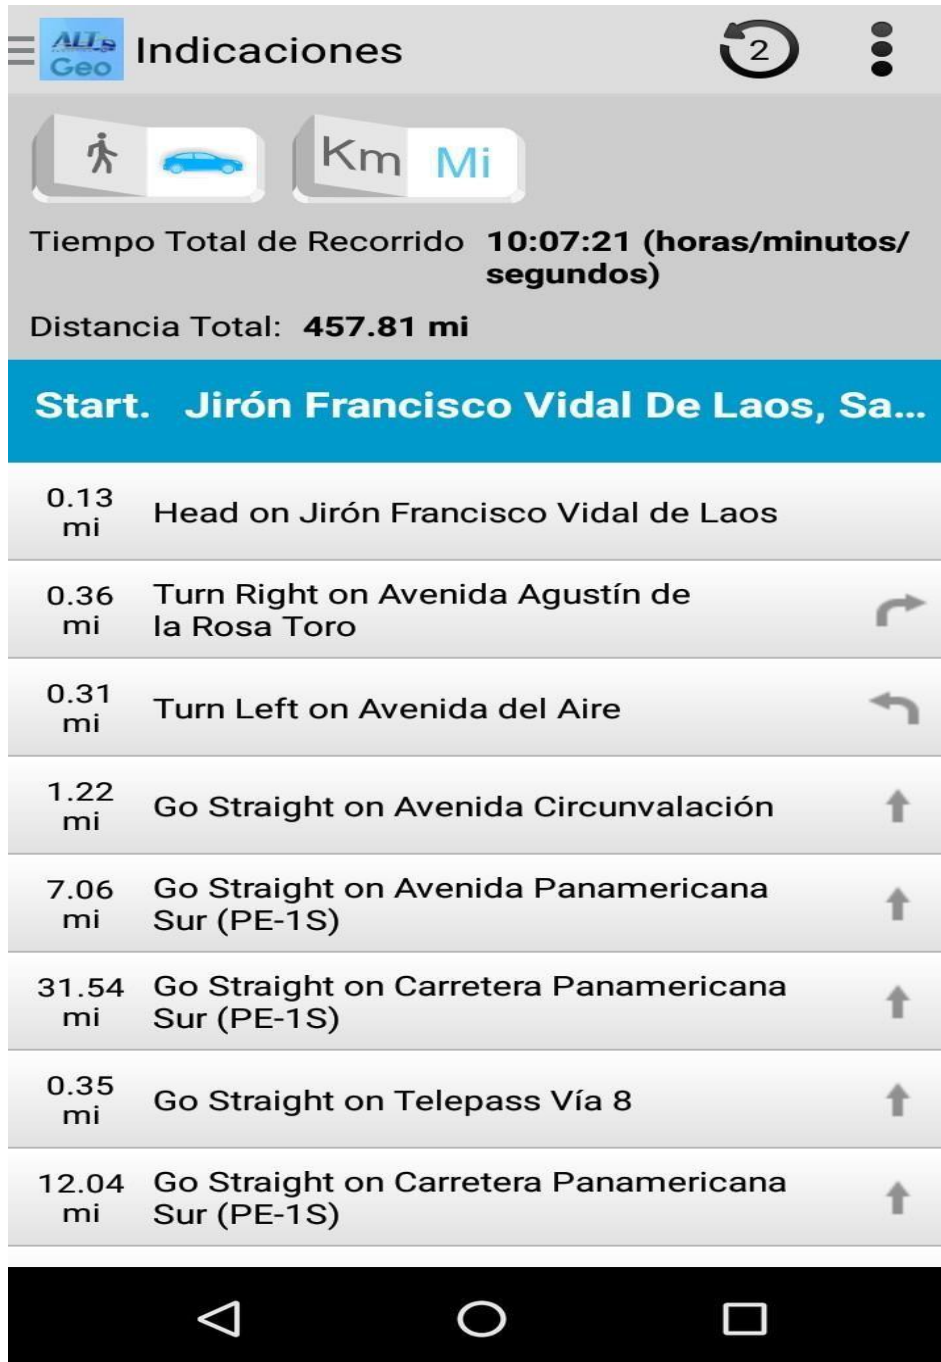 ALT's
Geo
Indicaciones
2
Km
Mi
Tiempo Total de Recorrido
10:07:21 (horas/minutos/
segundos)
Distancia Total: 457.81 mi
Start. Jirón Francisco Vidal De Laos, Sa...
0.13
mi
Head on Jirón Francisco Vidal de Laos
0.36
mi
Turn Right on Avenida Agustín de
la Rosa Toro
0.31
mi
Turn Left on Avenida del Aire
1.22
mi
Go Straight on Avenida Circunvalación
7.06
mi
Go Straight on Avenida Panamericana
Sur (PE-1S)
31.54
mi
Go Straight on Carretera Panamericana
Sur (PE-1S)
0.35
mi
Go Straight on Telepass Vía 8
12.04
mi
Go Straight on Carretera Panamericana
Sur (PE-1S)